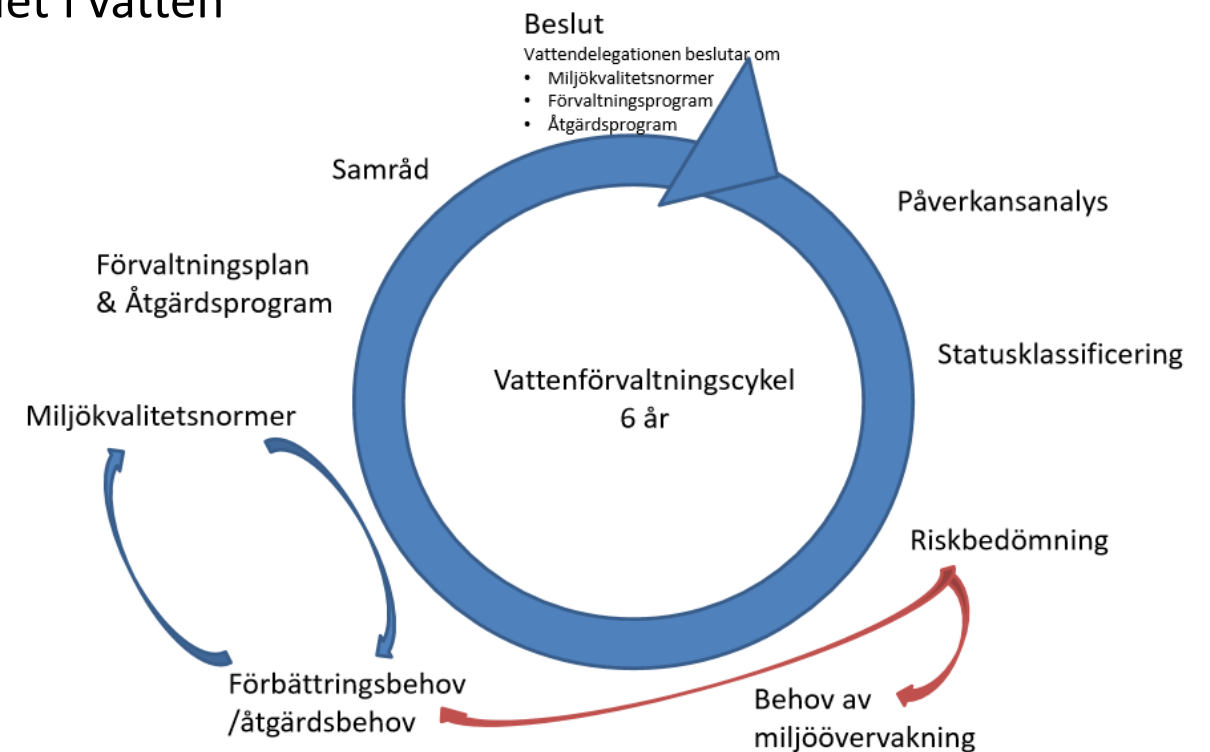 i vatten
Beslut
Vattendelegationen beslutar om
• Miljökvalitetsnormer
• Förvaltningsprogram
• Åtgärdsprogram
Samråd
Påverkansanalys
Förvaltningsplan
& Åtgärdsprogram
Statusklassificering
Vattenförvaltningscykel
6 år
Miljökvalitetsnormer
Riskbedömning
Förbättringsbehov
/åtgärdsbehov
Behov av
miljöövervakning